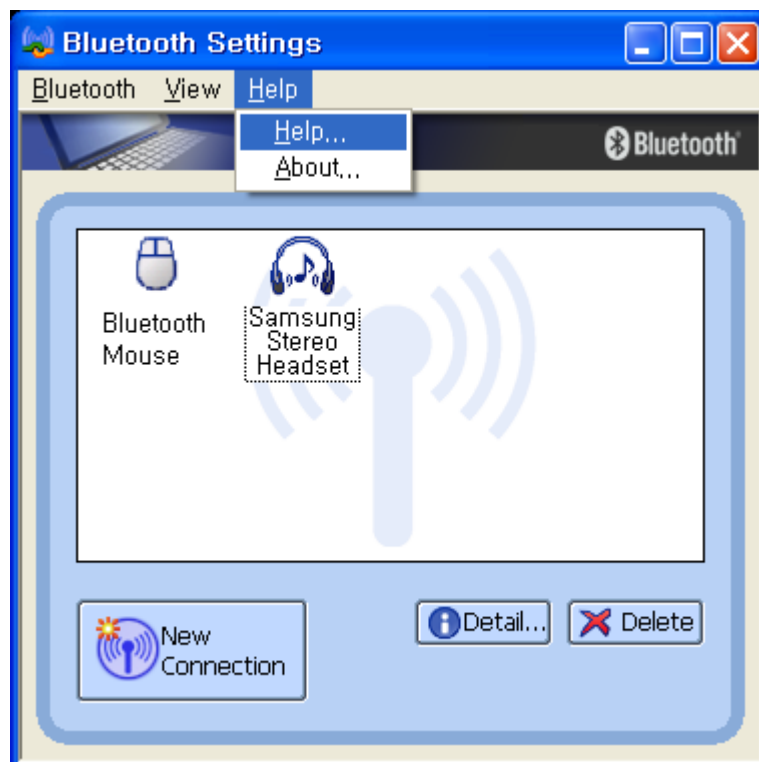 Bluetooth Settings
Bluetooth View Help
Help...
About...
Bluetooth
Bluetooth
Mouse
Samsung
Stereo
Headset
New
Connection
Detail...
Delete